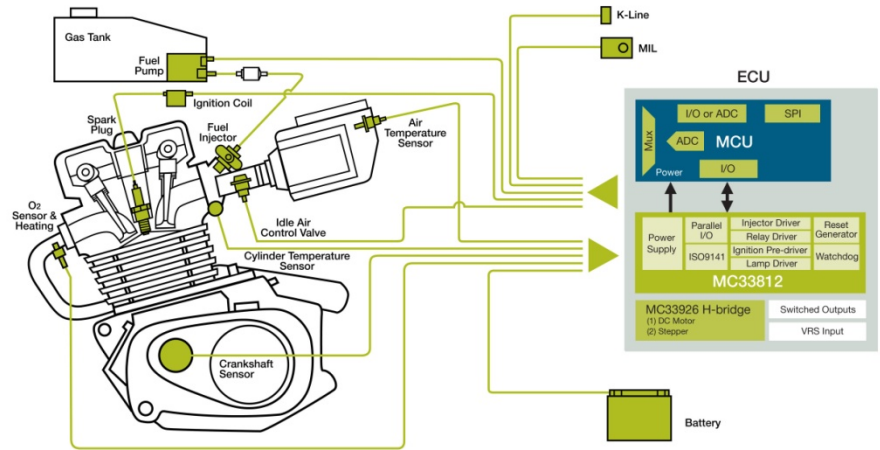 Gas Tank
Fuel
Pump
Ignition Coil
Spark
Plug
Fuel
Injector
Air
Temperature
Sensor
O2
Sensor &
Heating
Idle Air
Control Valve
Cylinder Temperature
Sensor
Crankshaft
Sensor
K-Line
MIL
Battery
ECU
Mux
I/O or ADC
SPI
ADC
MCU
Power
I/O
Power
Supply
Parallel
I/O
ISO9141
Injector Driver
Relay Driver
Ignition Pre-driver
Lamp Driver
Reset
Generator
Watchdog
MC33812
MC33926 H-bridge
(1) DC Motor
(2) Stepper
Switched Outputs
VRS Input